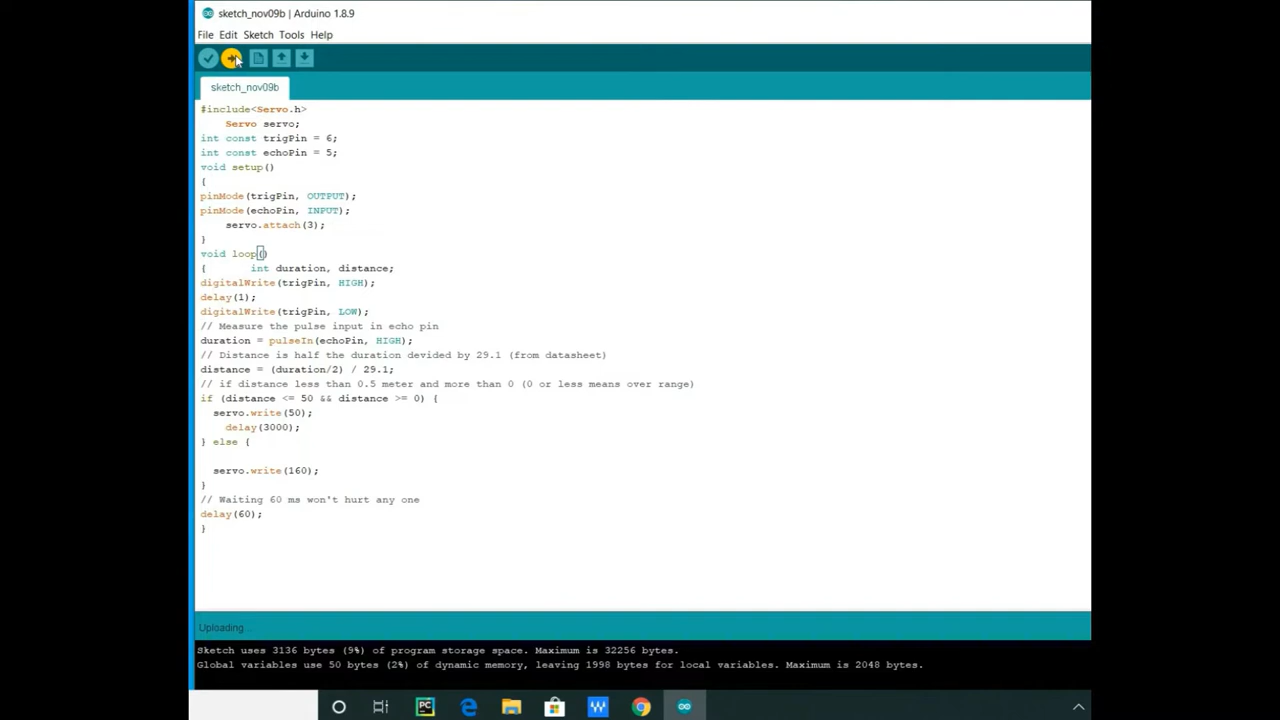 sketch_nov09b | Arduino 1.8.9
File Edit Sketch Tools Help
sketch_nov09b
#include<Servo.h>
Servo servo;
int const trigPin = 6;
int const echoPin = 5;
void setup()
{
pinMode(trigPin, OUTPUT);
pinMode(echoPin, INPUT);
servo.attach(3);
}
void loop()
{ int duration, distance;
digitalWrite(trigPin, HIGH);
delay(1);
digitalWrite(trigPin, LOW);
// Measure the pulse input in echo pin
duration = pulseIn(echoPin, HIGH);
// Distance is half the duration devided by 29.1 (from datasheet)
distance = (duration/2) / 29.1;
// if distance less than 0.5 meter and more than 0 (0 or less means over range)
if (distance <= 50 && distance >= 0) {
servo.write(50);
delay(3000);
} else {
servo.write(160);
}
// Waiting 60 ms won't hurt any one
delay(60);
}
Uploading...
Sketch uses 3136 bytes (9%) of program storage space. Maximum is 32256 bytes.
Global variables use 50 bytes (2%) of dynamic memory, leaving 1998 bytes for local variables. Maximum is 2048 bytes.
PC